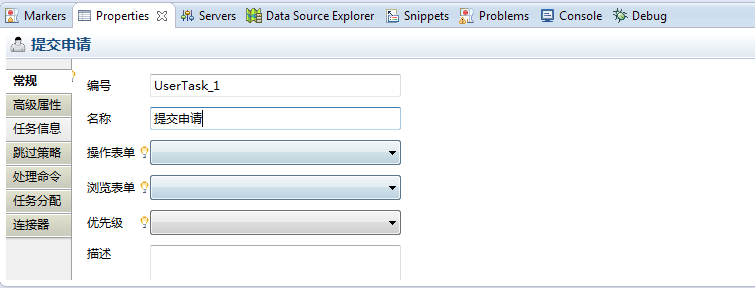 Markers Properties Servers Data Source Explorer Snippets Problems Console Debug
提交申请
常规
高级属性
任务信息
跳过策略
处理命令
任务分配
连接器
编号 UserTask_1
名称 提交申请
操作表单
浏览表单
优先级
描述